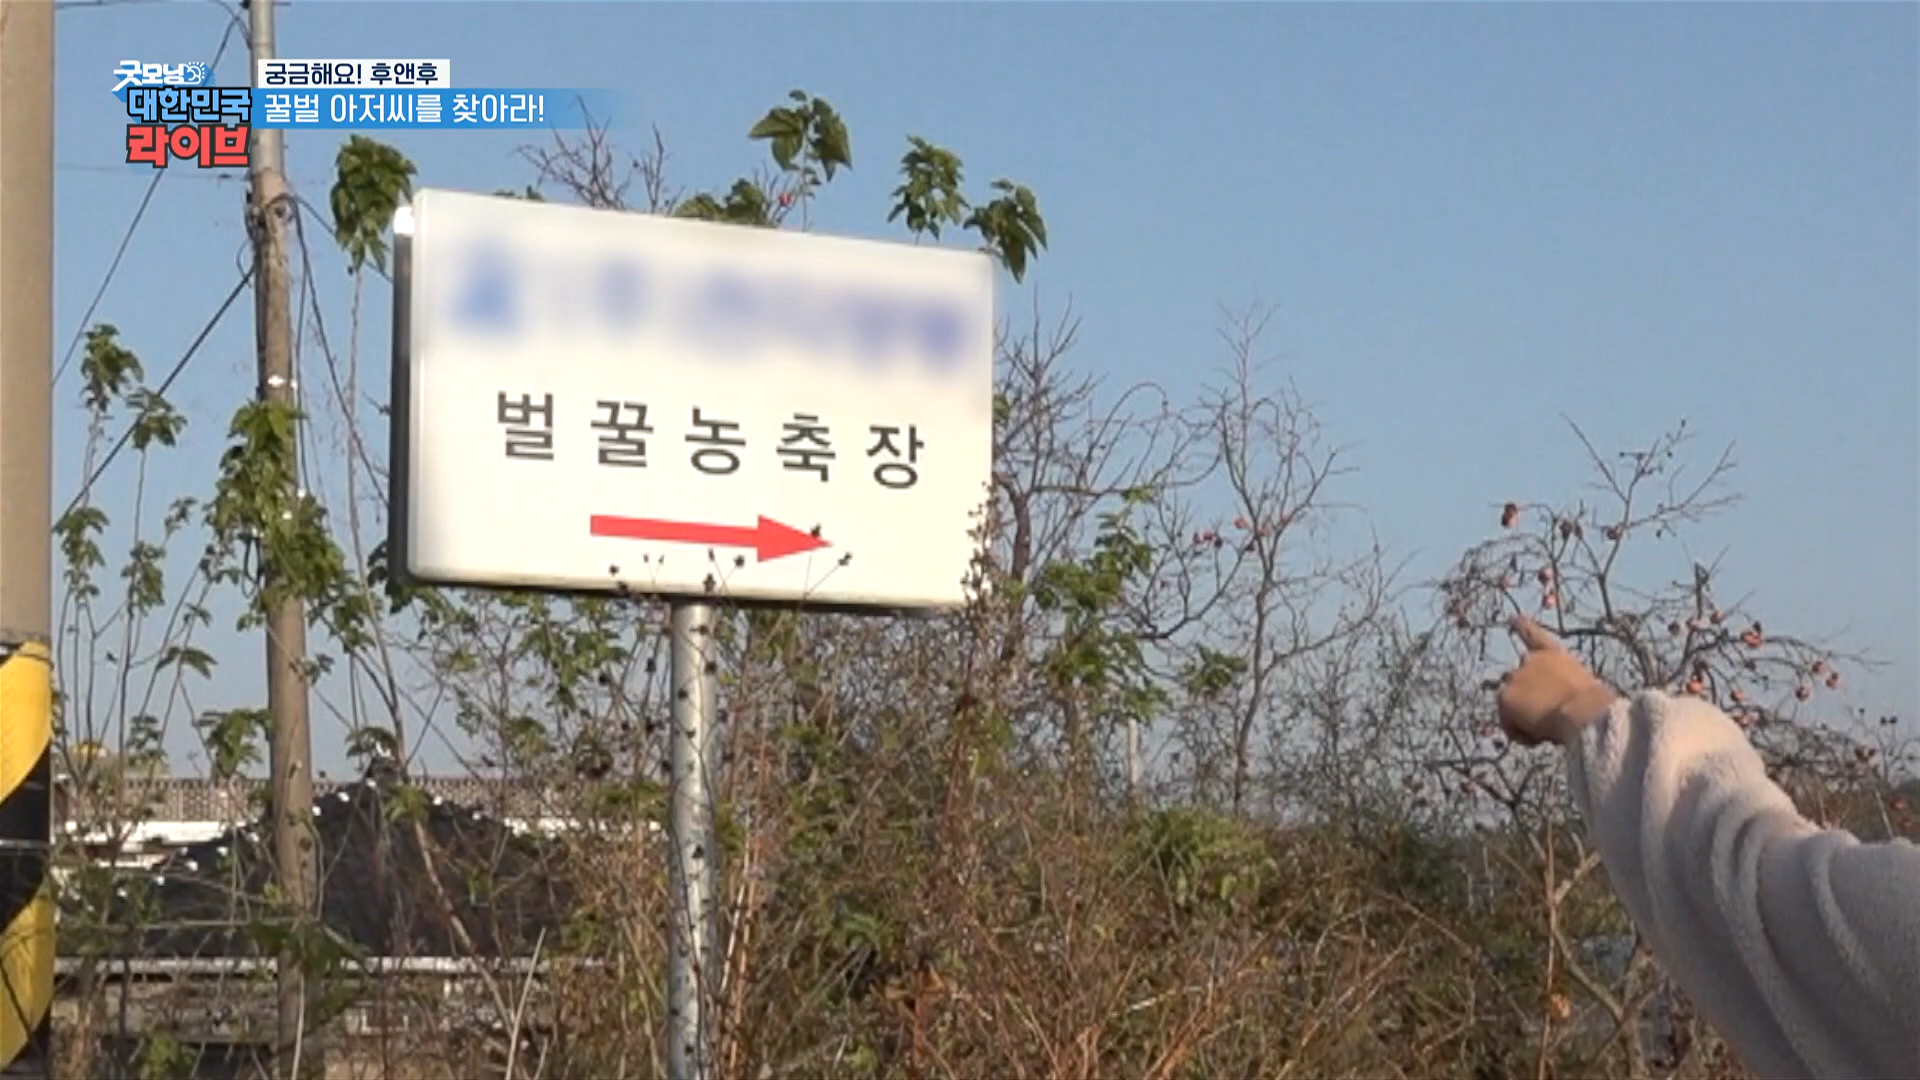 굿모닝
대한민국
라이브
궁금해요! 후앤후
꿀벌 아저씨를 찾아라!
벌꿀농축장